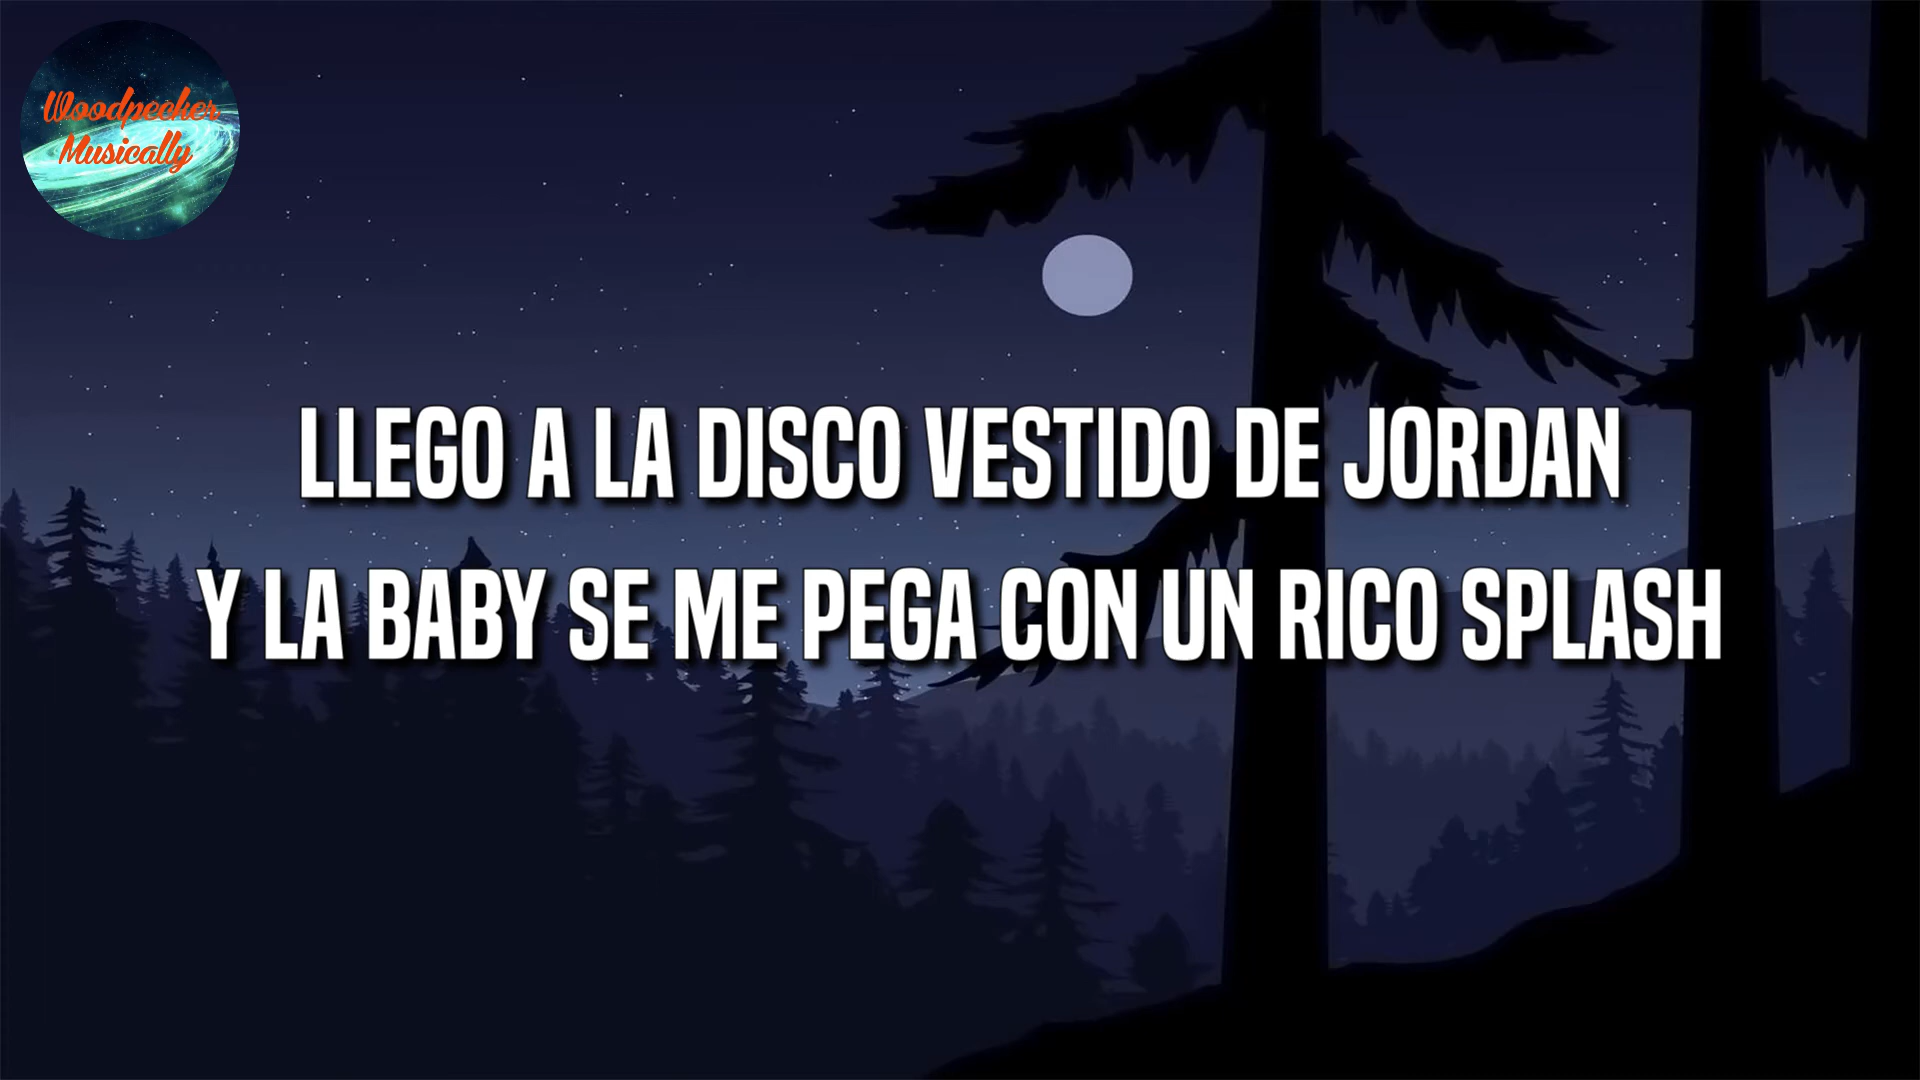 Woodpecker
Musically
LLEGO A LA DISCO VESTIDO DE JORDAN
Y LA BABY SE ME PEGA CON UN RICO SPLASH